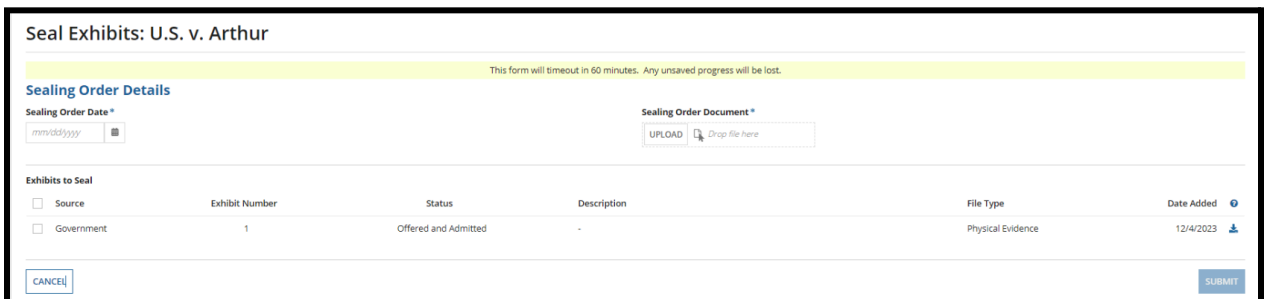 Seal Exhibits: U.S. v. Arthur
This form will timeout in 60 minutes. Any unsaved progress will be lost.
Sealing Order Details
Sealing Order Date * Sealing Order Document *
mm/dd/yyyy UPLOAD Drop file here
Exhibits to Seal
Source Exhibit Number Status Description File Type Date Added
Government 1 Offered and Admitted - Physical Evidence 12/4/2023
CANCEL SUBMIT